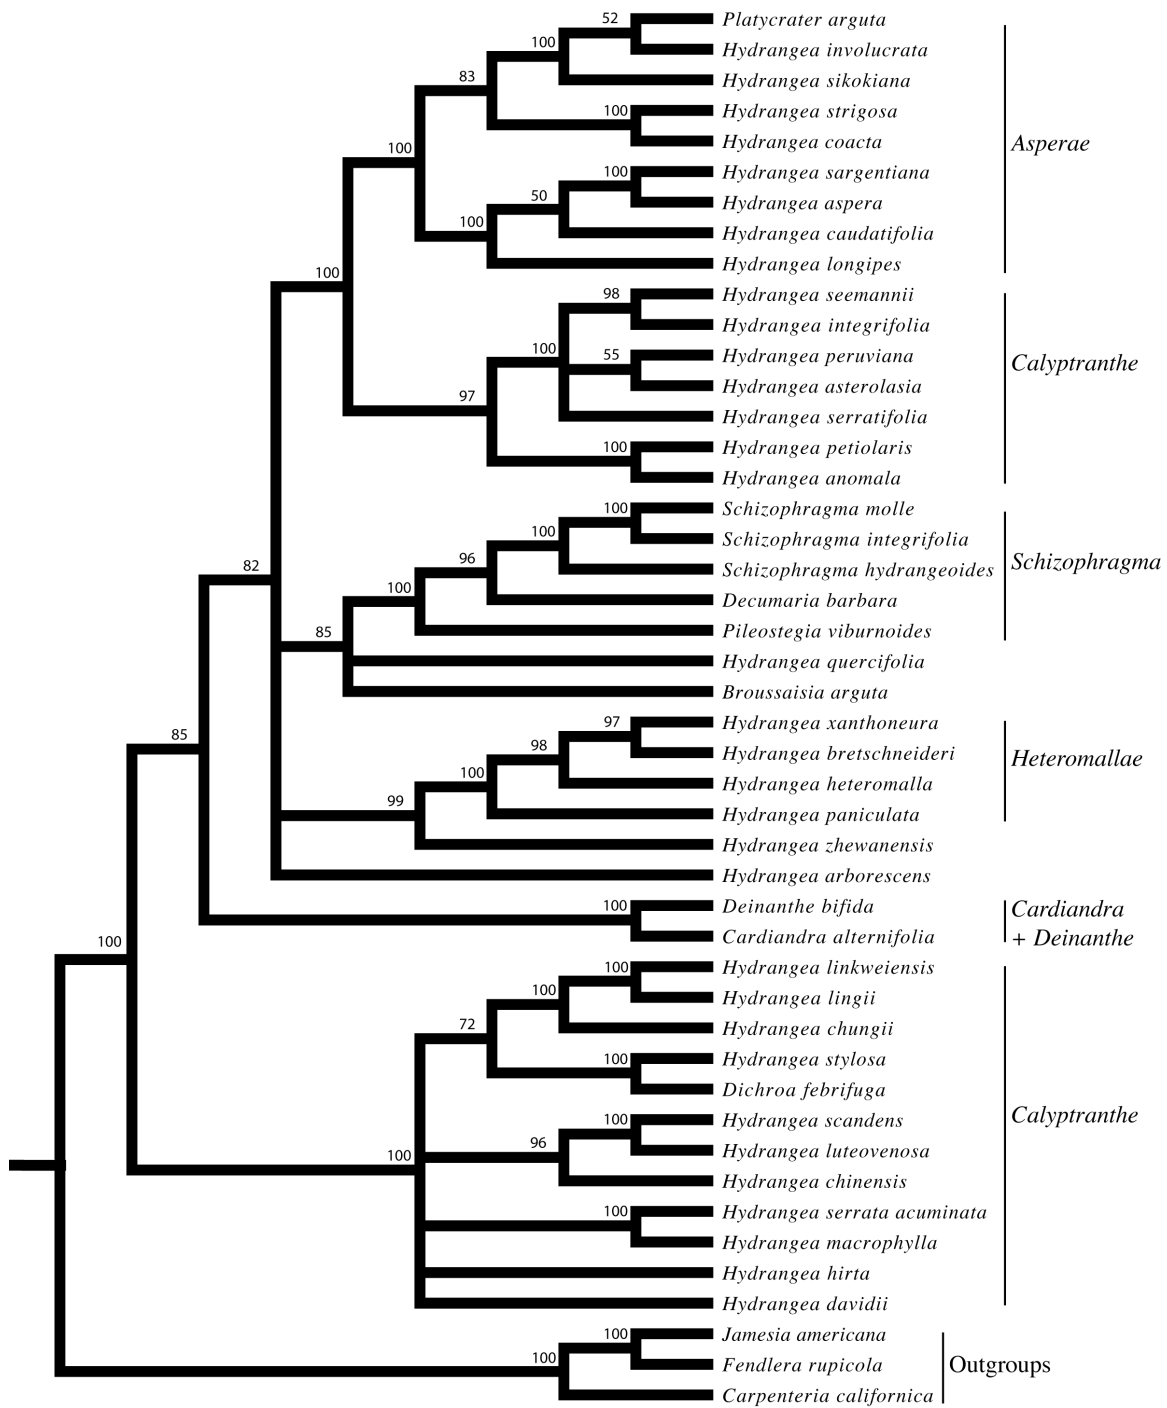 52
Platycrater arguta
100
Hydrangea involucrata
83
Hydrangea sikokiana
100
Hydrangea strigosa
100
Hydrangea coacta
Asperae
100
Hydrangea sargentiana
50
Hydrangea aspera
100
Hydrangea caudatifolia
100
Hydrangea longipes
98
Hydrangea seemannii
Hydrangea integrifolia
100
55
Hydrangea peruviana
Calyptranthe
97
Hydrangea asterolasia
Hydrangea serratifolia
100
Hydrangea petiolaris
Hydrangea anomala
100
Schizophragma molle
100
Schizophragma integrifolia
82
96
Schizophragma hydrangeoides
Schizophragma
100
Decumaria barbara
85
Pileostegia viburnoides
Hydrangea quercifolia
Broussaisia arguta
85
97
Hydrangea xanthoneura
98
Hydrangea bretschneideri
Heteromallae
100
Hydrangea heteromalla
99
Hydrangea paniculata
Hydrangea zhewanensis
Hydrangea arborescens
100
Deinanthe bifida
Cardiandra
100
Cardiandra alternifolia
+ Deinanthe
100
Hydrangea linkweiensis
100
Hydrangea lingii
72
Hydrangea chungii
100
Hydrangea stylosa
Dichroa febrifuga
100
Hydrangea scandens
Calyptranthe
100
96
Hydrangea luteovenosa
Hydrangea chinensis
100
Hydrangea serrata acuminata
Hydrangea macrophylla
Hydrangea hirta
Hydrangea davidii
100
Jamesia americana
100
Fendlera rupicola
Outgroups
Carpenteria californica